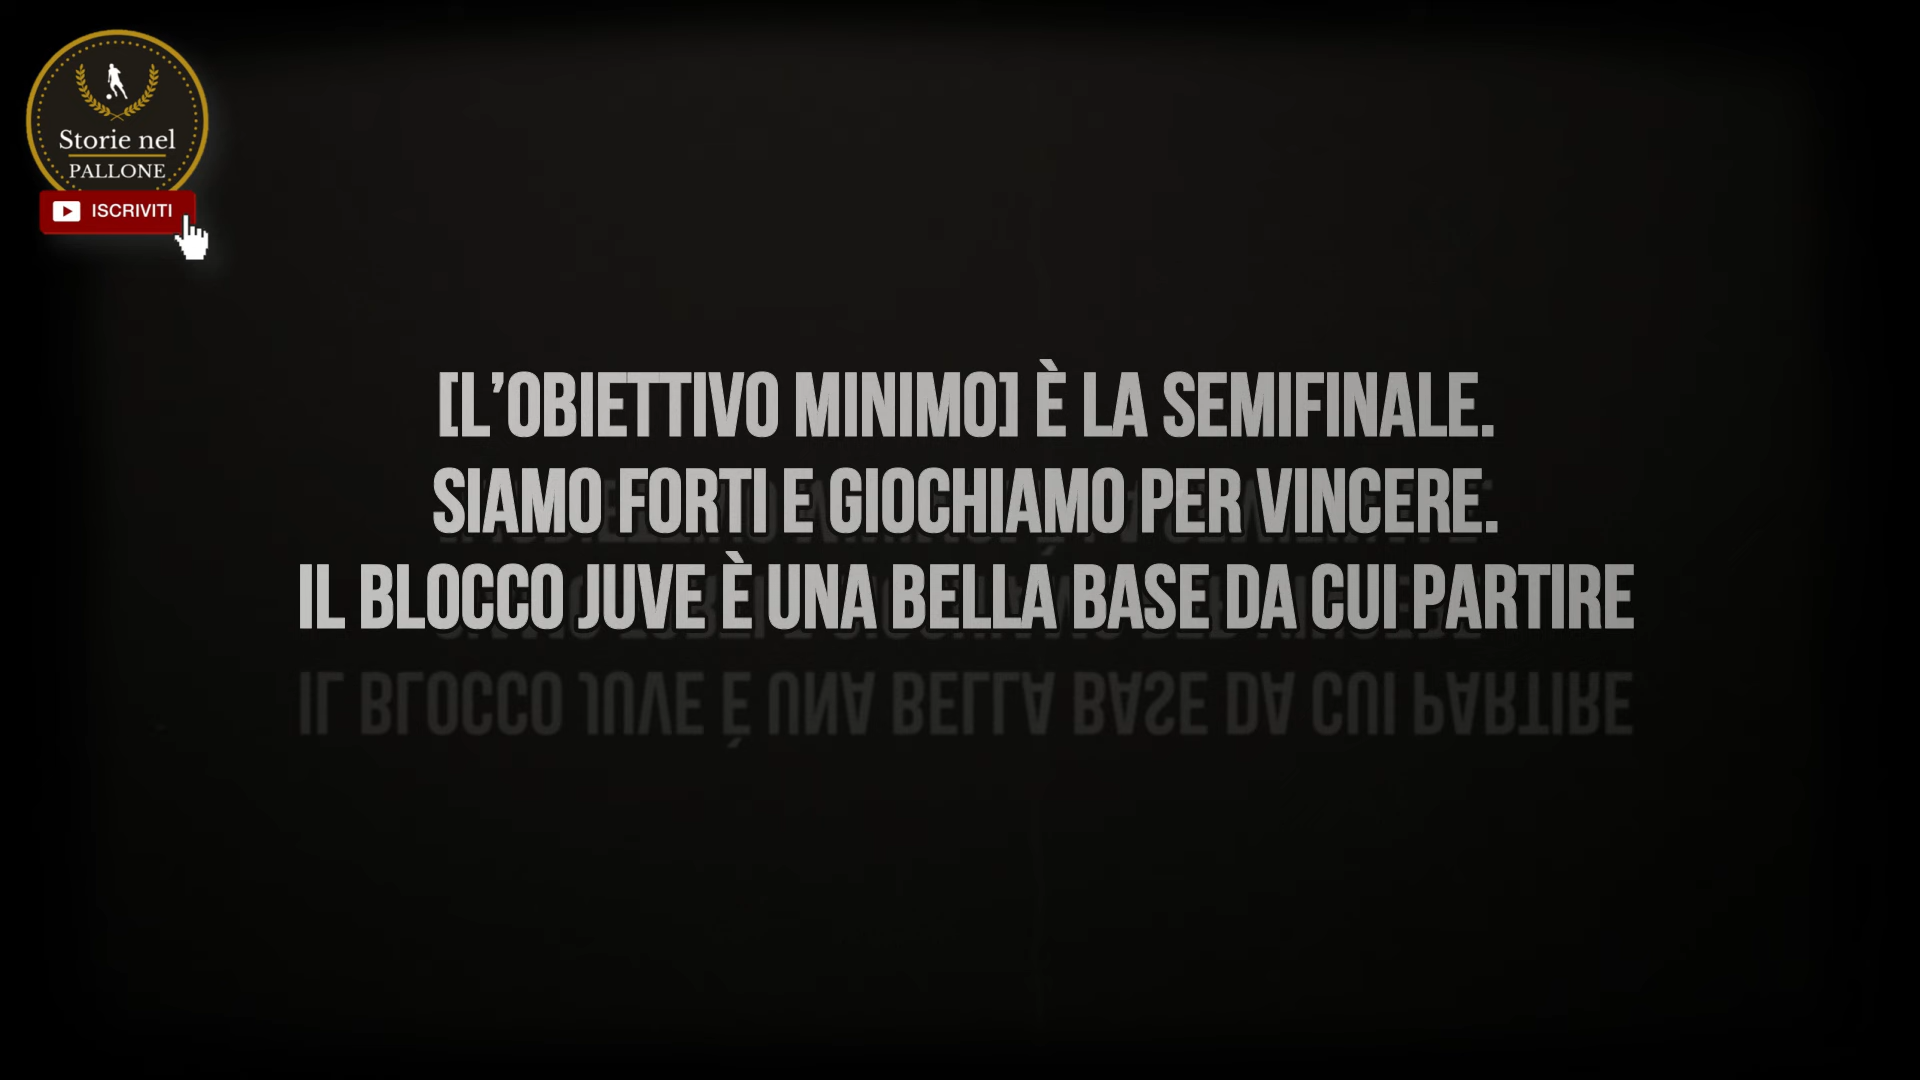 Storie nel
PALLONE
ISCRIVITI
[L’OBIETTIVO MINIMO] È LA SEMIFINALE.
SIAMO FORTI E GIOCHIAMO PER VINCERE.
IL BLOCCO JUVE È UNA BELLA BASE DA CUI PARTIRE